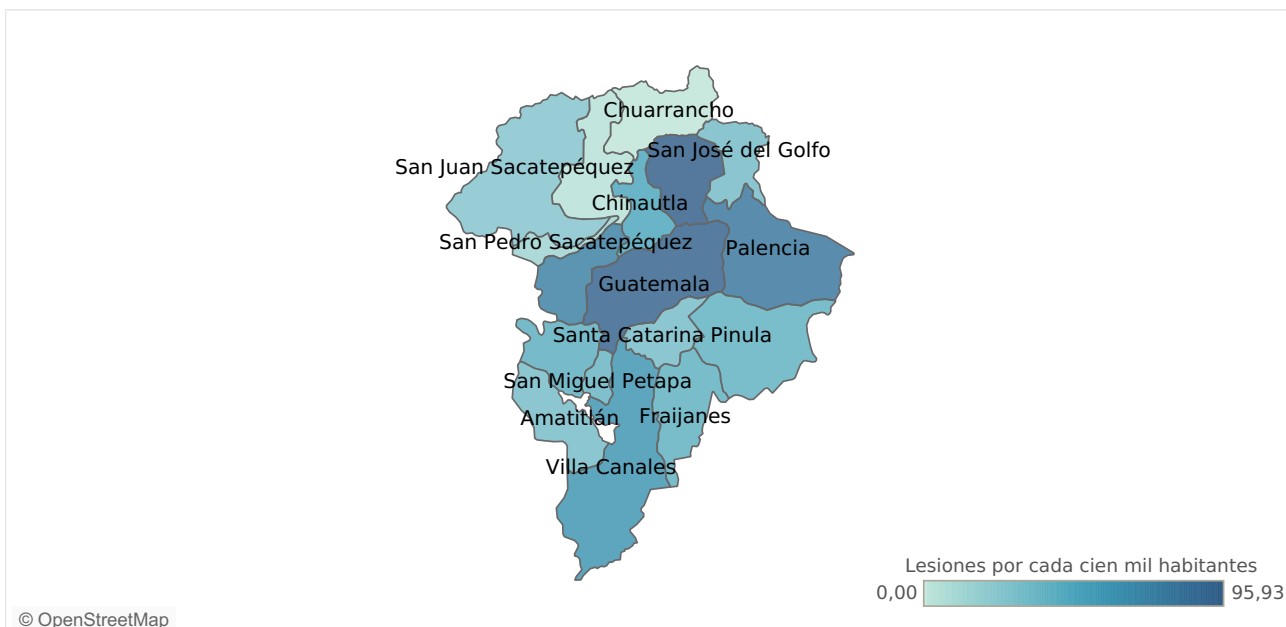 Chuarrancho
San José del Golfo
San Juan Sacatepéquez
Chinautla
San Pedro Sacatepéquez
Palencia
Guatemala
Santa Catarina Pinula
San Miguel Petapa
Amatitlán
Fraijanes
Villa Canales
Lesiones por cada cien mil habitantes
0,00
95,93
© OpenStreetMap